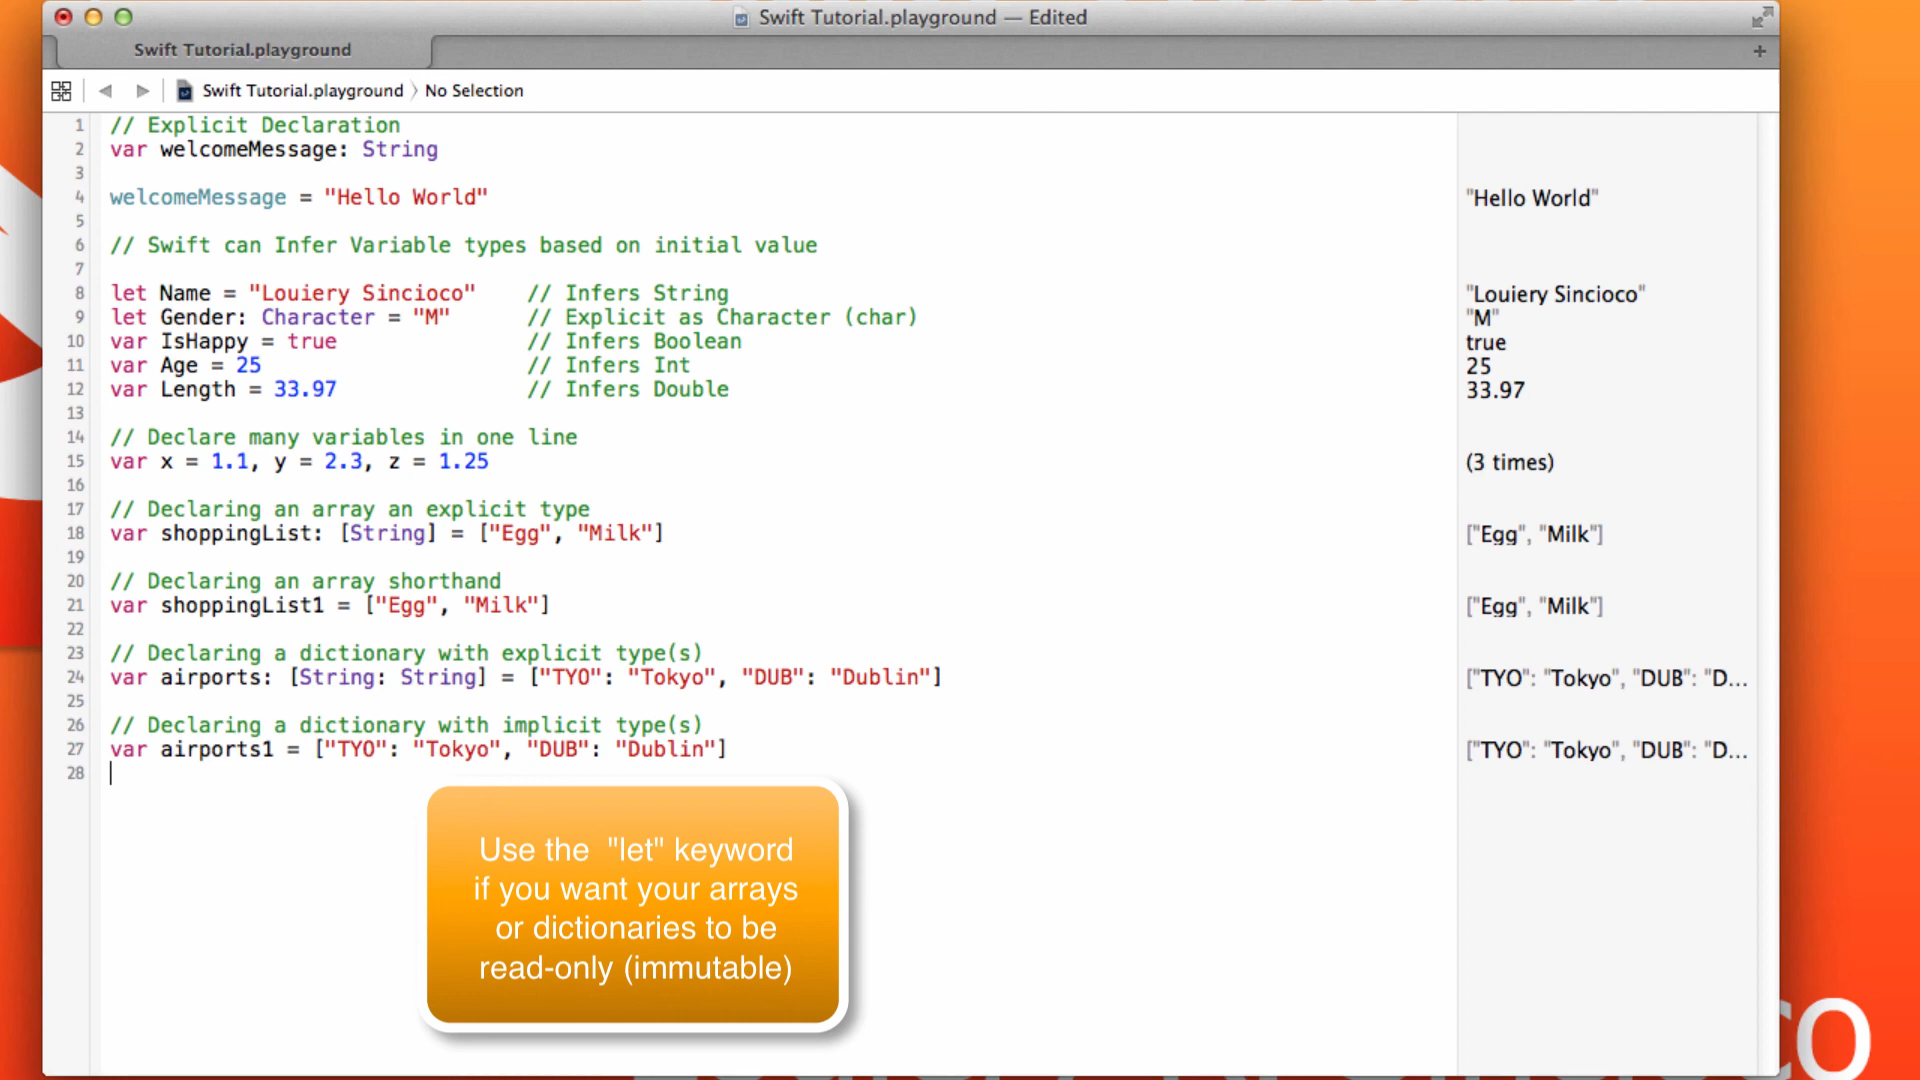 Swift Tutorial.playground — Edited
Swift Tutorial.playground
Swift Tutorial.playground 〉 No Selection
1 // Explicit Declaration
2 var welcomeMessage: String
3
4 welcomeMessage = "Hello World" "Hello World"
5
6 // Swift can Infer Variable types based on initial value
7
8 let Name = "Louiery Sincioco" // Infers String "Louiery Sincioco"
9 let Gender: Character = "M" // Explicit as Character (char) "M"
10 var IsHappy = true // Infers Boolean true
11 var Age = 25 // Infers Int 25
12 var Length = 33.97 // Infers Double 33.97
13
14 // Declare many variables in one line
15 var x = 1.1, y = 2.3, z = 1.25 (3 times)
16
17 // Declaring an array an explicit type
18 var shoppingList: [String] = ["Egg", "Milk"] ["Egg", "Milk"]
19
20 // Declaring an array shorthand
21 var shoppingList1 = ["Egg", "Milk"] ["Egg", "Milk"]
22
23 // Declaring a dictionary with explicit type(s)
24 var airports: [String: String] = ["TYO": "Tokyo", "DUB": "Dublin"] ["TYO": "Tokyo", "DUB": "D...
25
26 // Declaring a dictionary with implicit type(s)
27 var airports1 = ["TYO": "Tokyo", "DUB": "Dublin"] ["TYO": "Tokyo", "DUB": "D...
28
Use the "let" keyword
if you want your arrays
or dictionaries to be
read-only (immutable)